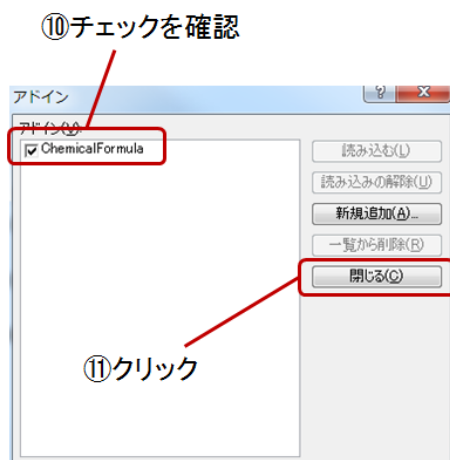 ⑩チェックを確認
アドイン
アドイン(V):
ChemicalFormula
読み込む(L)
読み込みの解除(U)
新規追加(A)...
一覧から削除(R)
閉じる(C)
⑪クリック